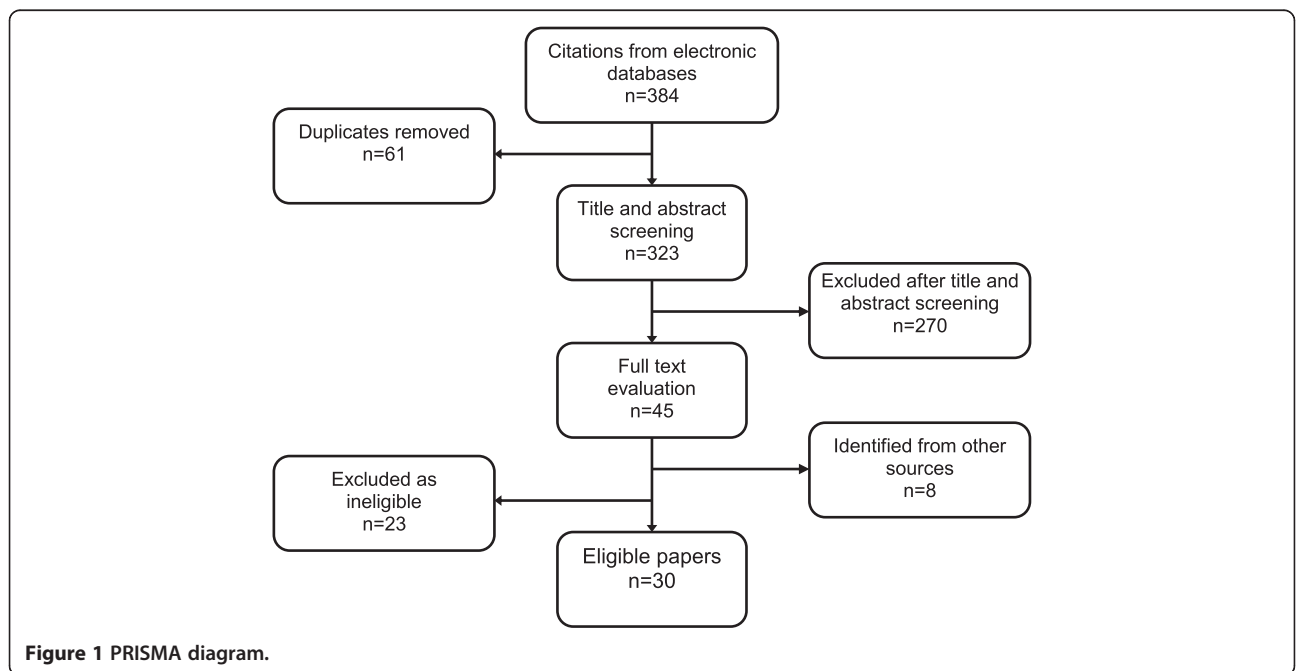 Citations from electronic
databases
n=384
Duplicates removed
n=61
Title and abstract
screening
n=323
Excluded after title and
abstract screening
n=270
Full text
evaluation
n=45
Identified from other
sources
n=8
Excluded as
ineligible
n=23
Eligible papers
n=30
Figure 1 PRISMA diagram.